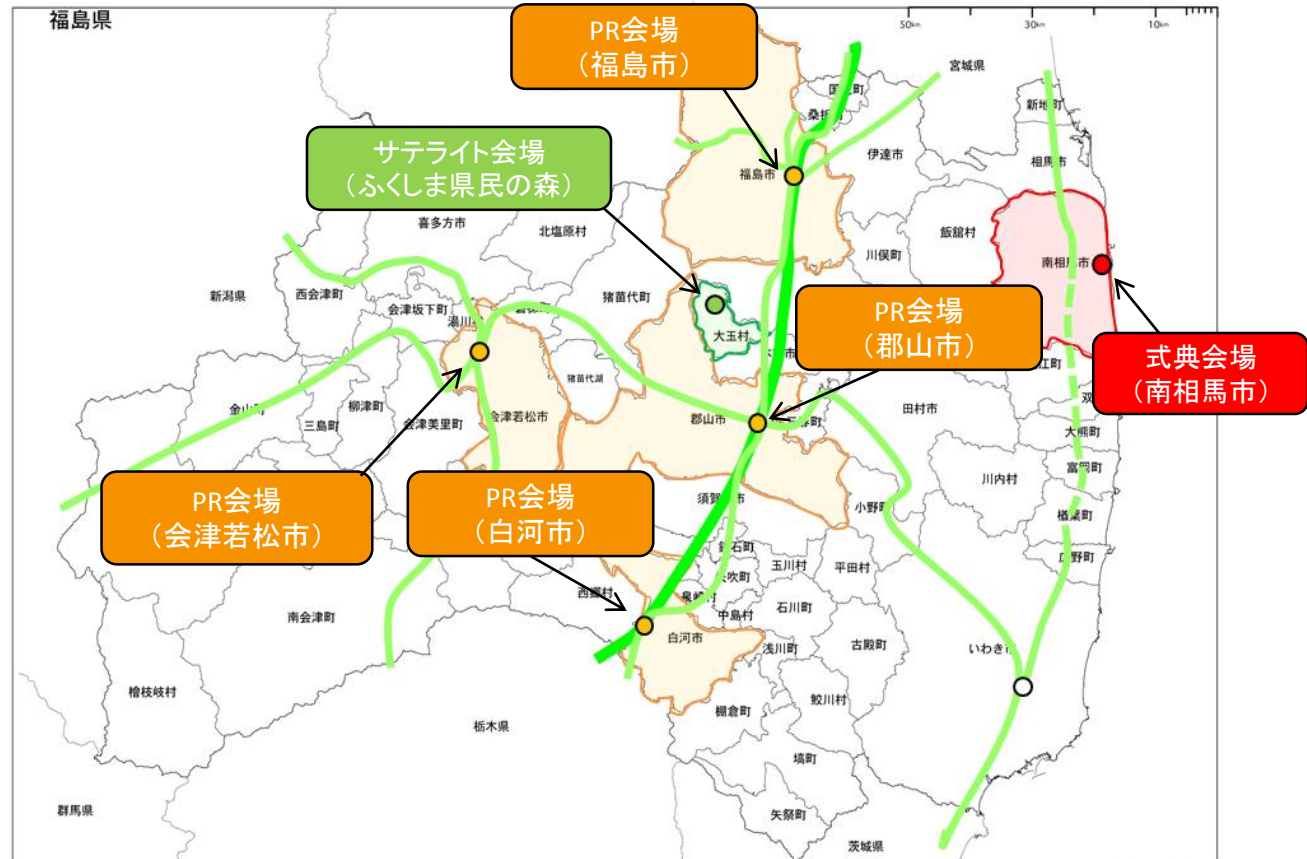 福島県
50km
30km
10km
PR会場
（福島市）
宮城県
新地町
桑折
伊達市
相馬市
サテライト会場
（ふくしま県民の森）
福島市
喜多方市
北塩原村
飯舘村
川俣町
南相馬市
新潟県
西会津町
猪苗代町
会津坂下町
湯川
大玉村
PR会場
（郡山市）
式典会場
（南相馬市）
江町
猪苗代湖
金山町
柳津町
三島町
会津美里町
会津若松市
郡山市
田村市
双
大熊町
富岡町
川内村
PR会場
（会津若松市）
PR会場
（白河市）
須賀川市
小野町
楢葉町
広野町
石町
玉川村
平田村
吹町
西郷村
泉崎村
中島村
石川町
南会津町
白河市
浅川町
古殿町
いわき市
檜枝岐村
棚倉町
鮫川村
栃木県
塙町
群馬県
矢祭町
茨城県